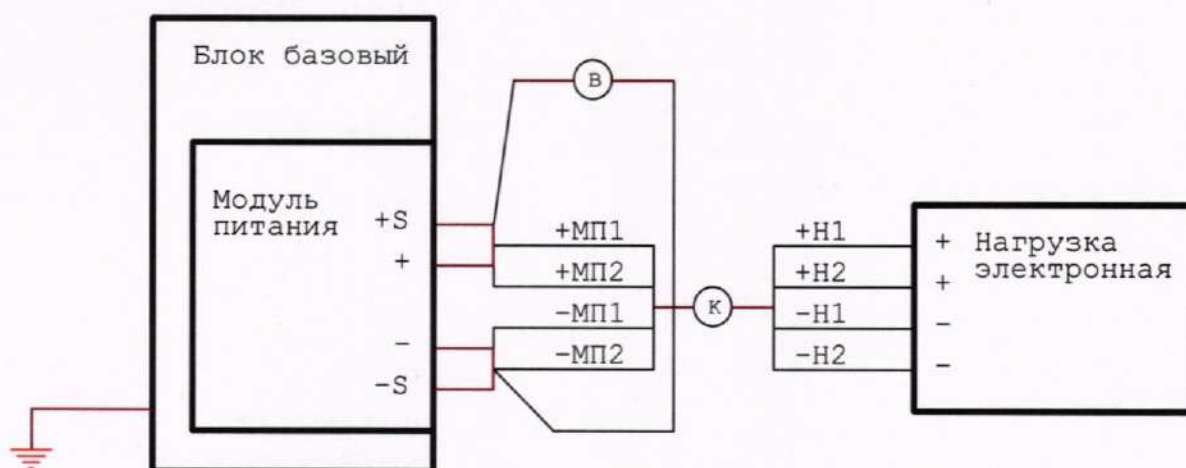 Блок базовый
В
Модуль
питания
+S
+
-
-S
+МП1
+МП2
-МП1
-МП2
К
+Н1
+Н2
-Н1
-Н2
+
+
-
-
Нагрузка
электронная